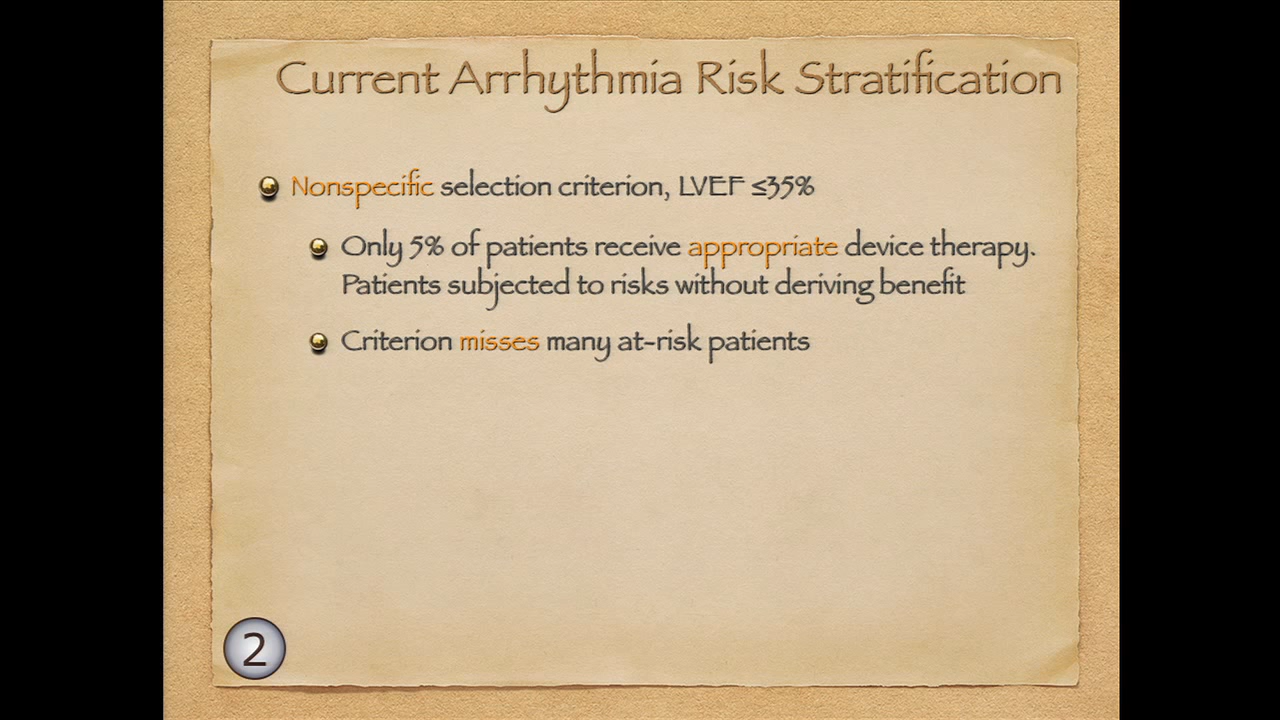 Current Arrhythmia Risk Stratification
Nonspecific selection criterion, LVEF ≤35%
Only 5% of patients receive appropriate device therapy.
Patients subjected to risks without deriving benefit
Criterion misses many at-risk patients
2